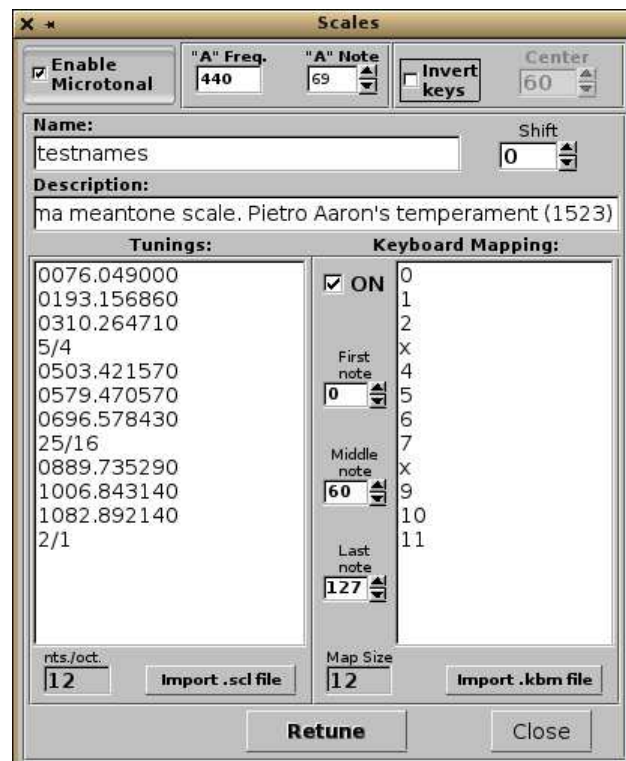 Scales
Enable
Microtonal
"A" Freq.
440
"A" Note
69
Invert
keys
Center
60
Name:
testnames
Shift
0
Description:
ma meantone scale. Pietro Aaron's temperament (1523)
Tunings:
0076.049000
0193.156860
0310.264710
5/4
0503.421570
0579.470570
0696.578430
25/16
0889.735290
1006.843140
1082.892140
2/1
nts./oct.
12
Import .scl file
Keyboard Mapping:
ON
First
note
0
Middle
note
60
Last
note
127
0
1
2
x
4
5
6
7
x
9
10
11
Map Size
12
Import .kbm file
Retune
Close